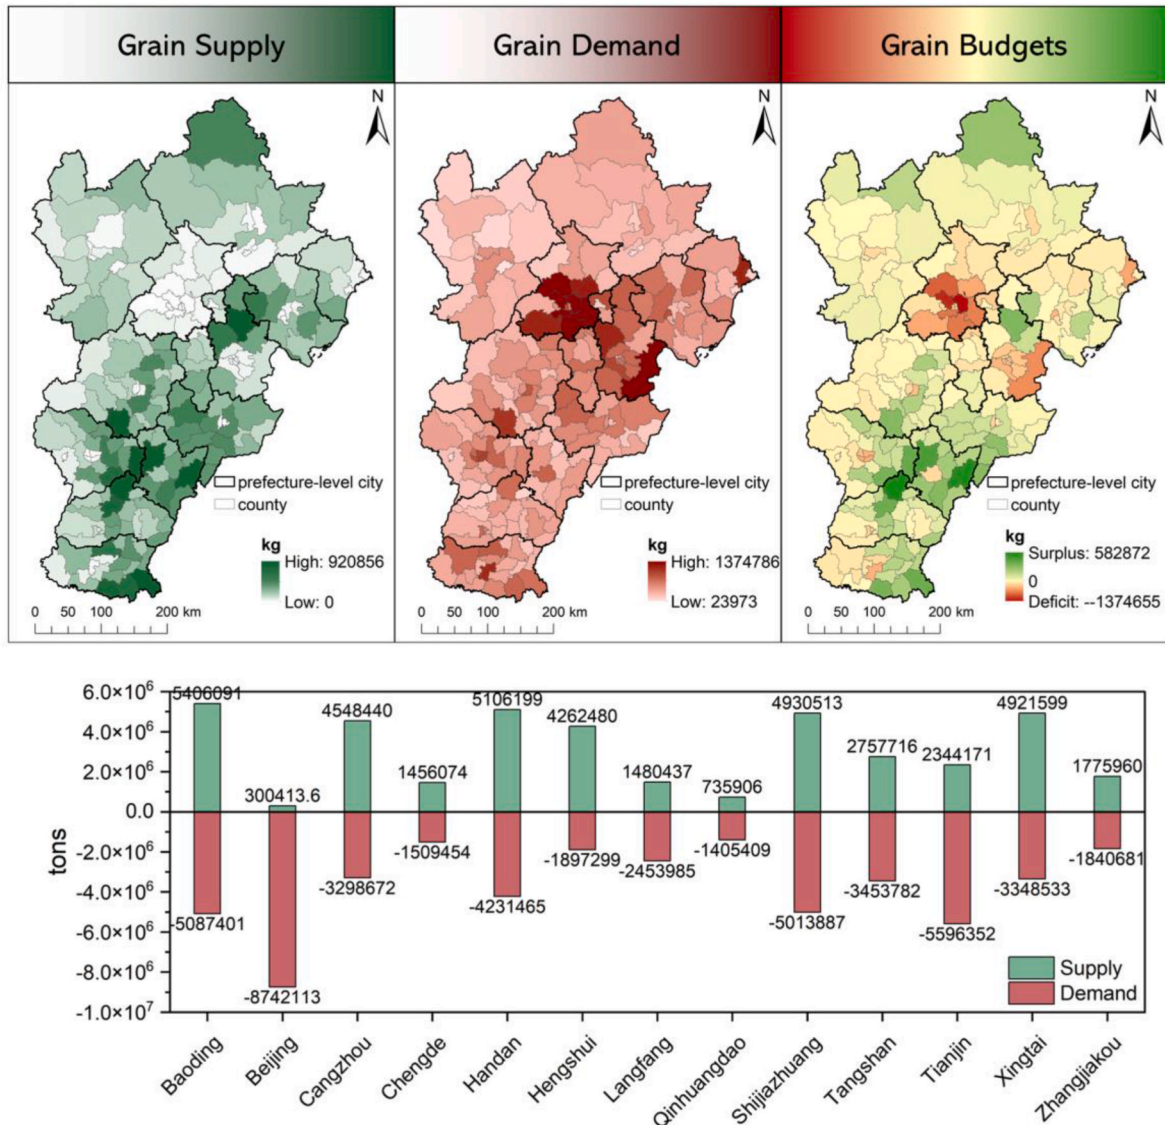 Grain Supply
Grain Demand
Grain Budgets
N
N
N
prefecture-level city
county
kg
High: 920856
Low: 0
0 50 100 200 km
prefecture-level city
county
kg
High: 1374786
Low: 23973
0 50 100 200 km
prefecture-level city
county
kg
Surplus: 582872
0
Deficit: --1374655
0 50 100 200 km
tons
6.0×10⁶
4.0×10⁶
2.0×10⁶
0.0
-2.0×10⁶
-4.0×10⁶
-6.0×10⁶
-8.0×10⁶
-1.0×10⁷
5406091
300413.6
4548440
1456074
5106199
4262480
1480437
735906
4930513
2757716
2344171
4921599
1775960
-5087401
-8742113
-3298672
-1509454
-4231465
-1897299
-2453985
-1405409
-5013887
-3453782
-5596352
-3348533
-1840681
Supply
Demand
Baoding
Beijing
Cangzhou
Chengde
Handan
Hengshui
Langfang
Qinhuangdao
Shijiazhuang
Tangshan
Tianjin
Xingtai
Zhangjiakou